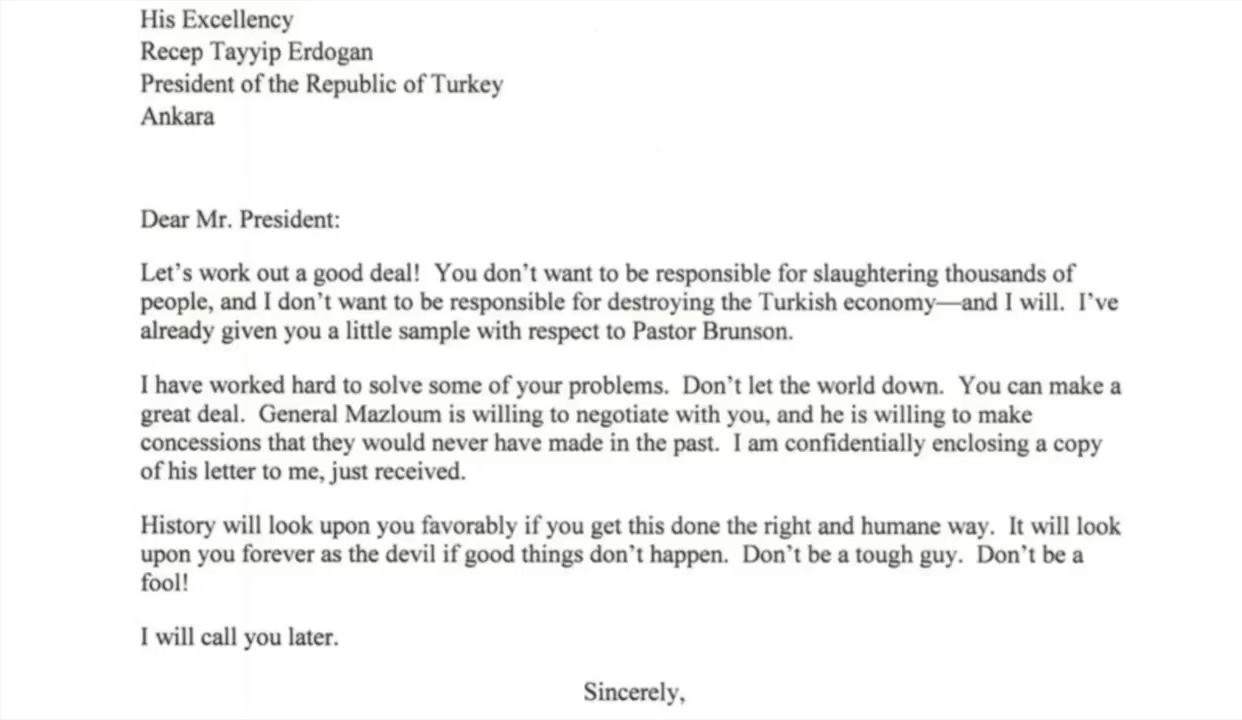 His Excellency
Recep Tayyip Erdogan
President of the Republic of Turkey
Ankara
Dear Mr. President:
Let’s work out a good deal!  You don’t want to be responsible for slaughtering thousands of
people, and I don’t want to be responsible for destroying the Turkish economy—and I will.  I’ve
already given you a little sample with respect to Pastor Brunson.
I have worked hard to solve some of your problems.  Don’t let the world down.  You can make a
great deal.  General Mazloum is willing to negotiate with you, and he is willing to make
concessions that they would never have made in the past.  I am confidentially enclosing a copy
of his letter to me, just received.
History will look upon you favorably if you get this done the right and humane way.  It will look
upon you forever as the devil if good things don’t happen.  Don’t be a tough guy.  Don’t be a
fool!
I will call you later.
Sincerely,